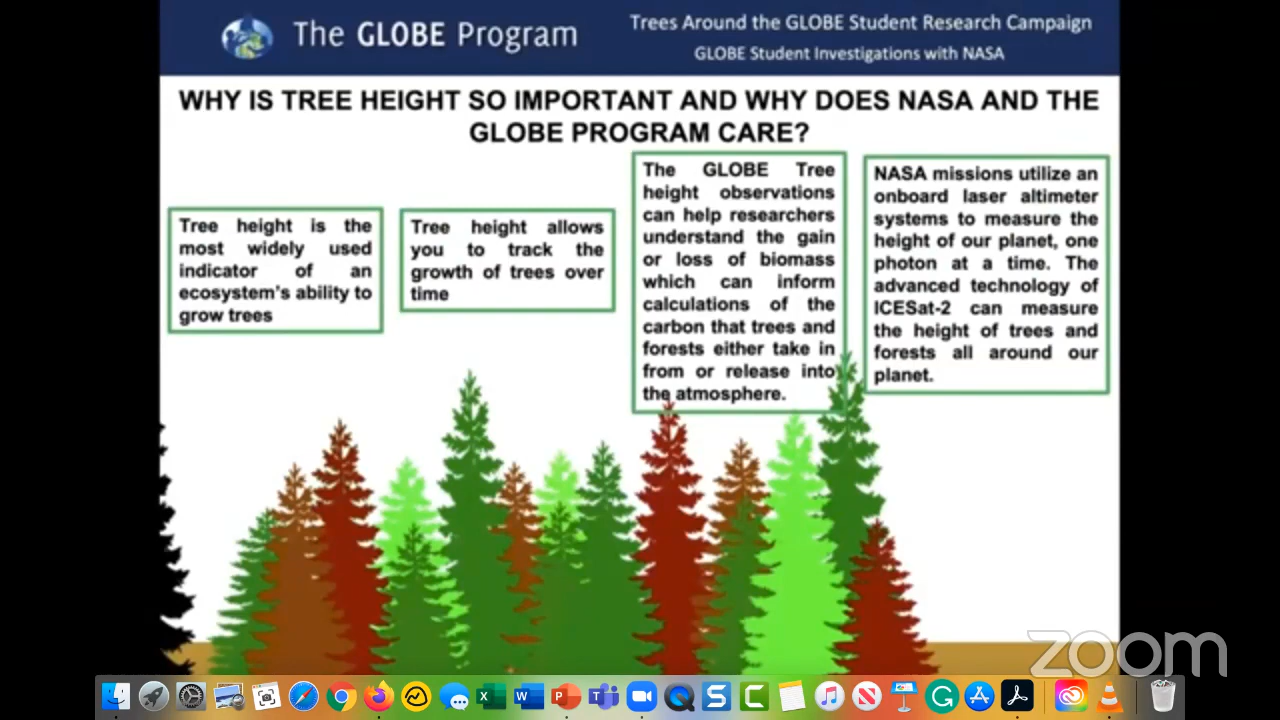 The GLOBE Program
Trees Around the GLOBE Student Research Campaign
GLOBE Student Investigations with NASA
WHY IS TREE HEIGHT SO IMPORTANT AND WHY DOES NASA AND THE
GLOBE PROGRAM CARE?
Tree height is the
most widely used
indicator of an
ecosystem's ability to
grow trees
Tree height allows
you to track the
growth of trees over
time
The GLOBE Tree
height observations
can help researchers
understand the gain
or loss of biomass
which can inform
calculations of the
carbon that trees and
forests either take in
from or release into
the atmosphere.
NASA missions utilize an
onboard laser altimeter
systems to measure the
height of our planet, one
photon at a time. The
advanced technology of
ICESat-2 can measure
the height of trees and
forests all around our
planet.
zoom